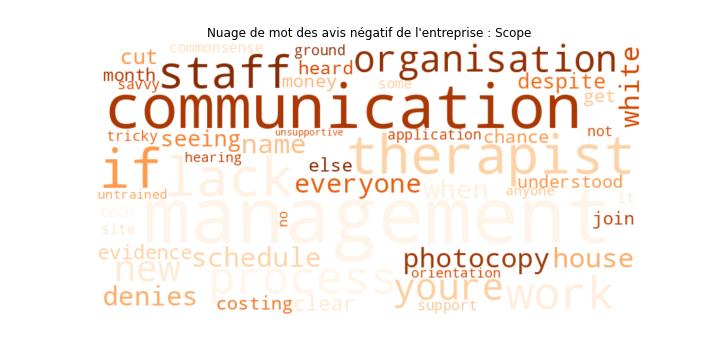 Nuage de mot des avis négatif de l'entreprise : Scope
commonsense
ground
cut
staff
organisation
white
month
heard
savvy
money
some
despite
get
communication
tricky
seeing
name
unsupportive
application
chance
not
if
hearing
else
therapist
lack
everyone
when
understood
untrained
anyone
it
tech
management
no
join
site
evidence
schedule
photocopy
house
new
process
orientation
youre
work
denies
costing
clear
support